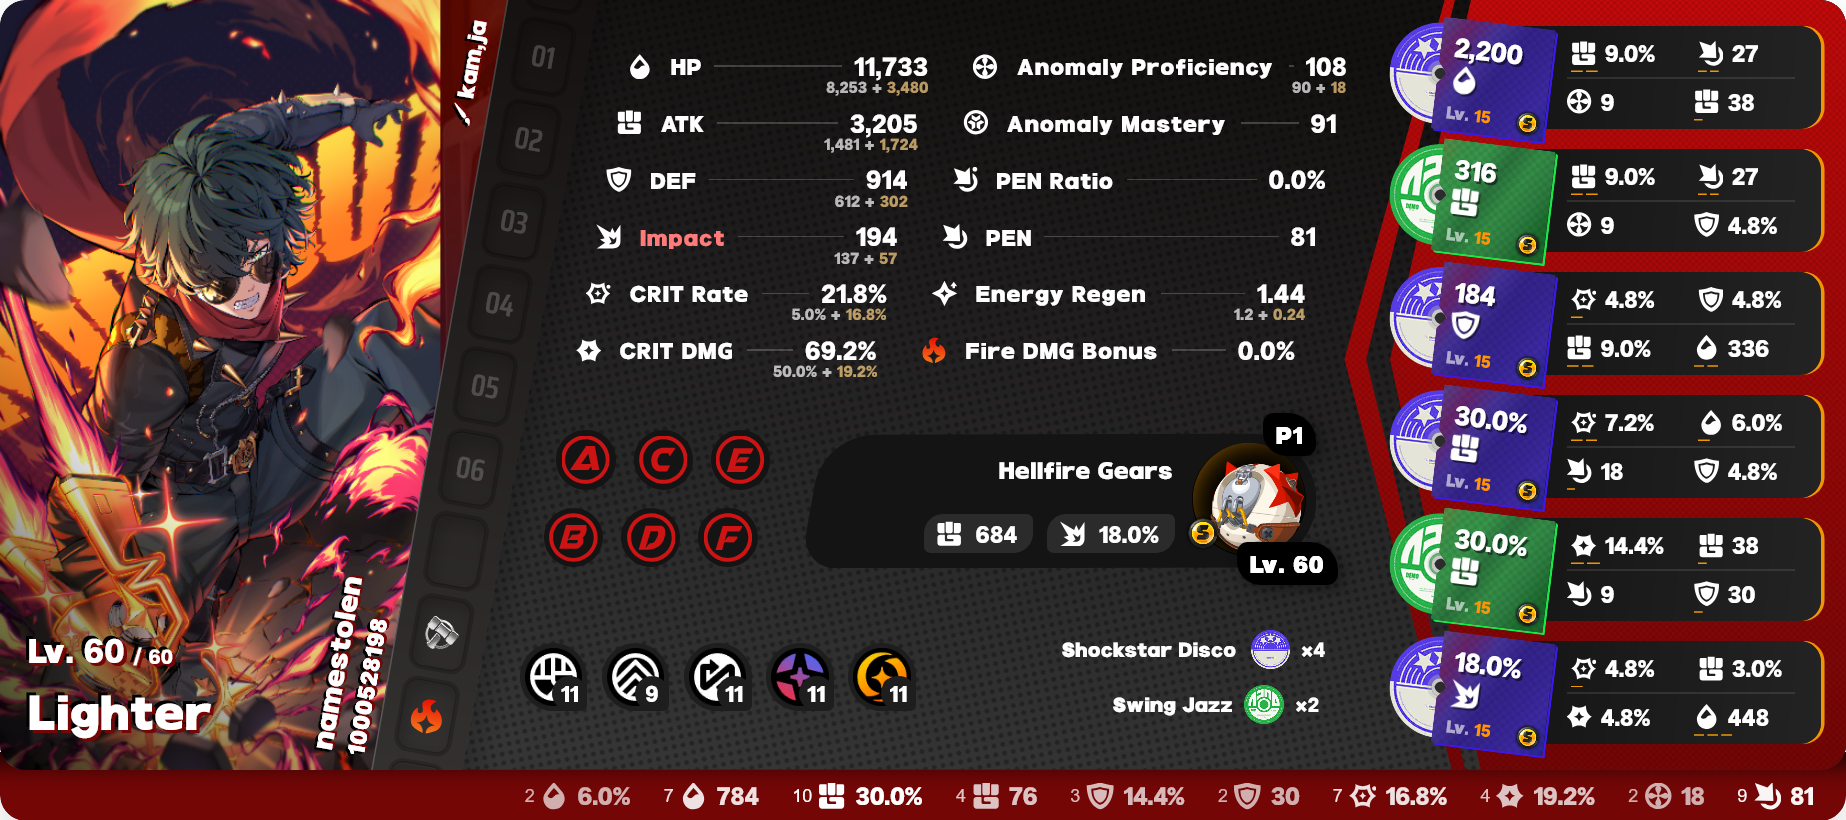 kam,ja
Lv. 60 / 60
Lighter
namestolen
1000528198
01
02
03
04
05
06
HP 11,733
8,253 + 3,480
ATK 3,205
1,481 + 1,724
DEF 914
612 + 302
Impact 194
137 + 57
CRIT Rate 21.8%
5.0% + 16.8%
CRIT DMG 69.2%
50.0% + 19.2%
Anomaly Proficiency 108
90 + 18
Anomaly Mastery 91
PEN Ratio 0.0%
PEN 81
Energy Regen 1.44
1.2 + 0.24
Fire DMG Bonus 0.0%
A C E
B D F
P1
Hellfire Gears
684 18.0%
S
Lv. 60
11 9 11 11 11
Shockstar Disco ×4
Swing Jazz ×2
2,200
Lv. 15 S
9.0% 27
9 38
316
Lv. 15 S
9.0% 27
9 4.8%
184
Lv. 15 S
4.8% 4.8%
9.0% 336
30.0%
Lv. 15 S
7.2% 6.0%
18 4.8%
30.0%
Lv. 15 S
14.4% 38
9 30
18.0%
Lv. 15 S
4.8% 3.0%
4.8% 448
2 6.0% 7 784 10 30.0% 4 76 3 14.4% 2 30 7 16.8% 4 19.2% 2 18 9 81